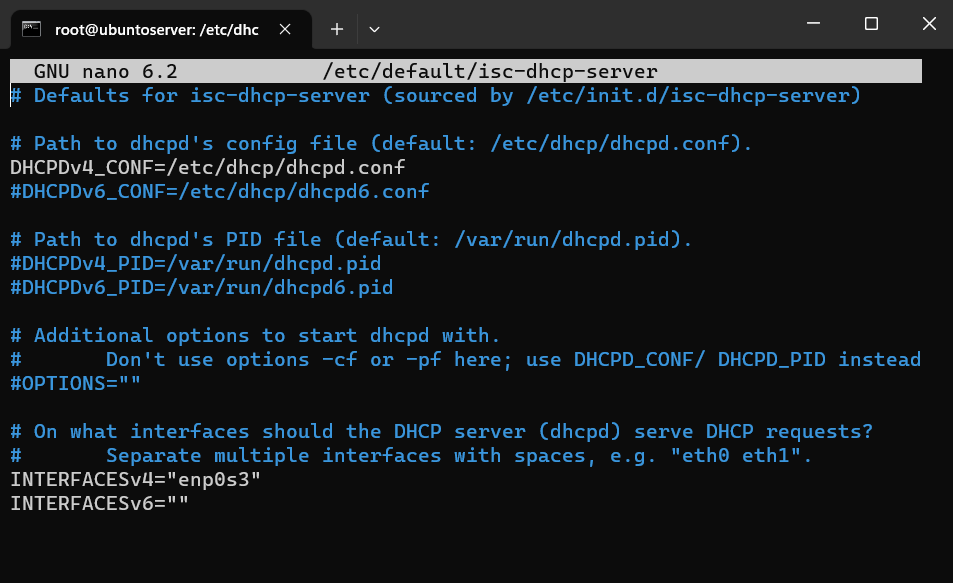 root@ubuntoserver: /etc/dhc
GNU nano 6.2 /etc/default/isc-dhcp-server
# Defaults for isc-dhcp-server (sourced by /etc/init.d/isc-dhcp-server)
# Path to dhcpd's config file (default: /etc/dhcp/dhcpd.conf).
DHCPDv4_CONF=/etc/dhcp/dhcpd.conf
#DHCPDv6_CONF=/etc/dhcp/dhcpd6.conf
# Path to dhcpd's PID file (default: /var/run/dhcpd.pid).
#DHCPDv4_PID=/var/run/dhcpd.pid
#DHCPDv6_PID=/var/run/dhcpd6.pid
# Additional options to start dhcpd with.
#       Don't use options -cf or -pf here; use DHCPD_CONF/ DHCPD_PID instead
#OPTIONS=""
# On what interfaces should the DHCP server (dhcpd) serve DHCP requests?
#       Separate multiple interfaces with spaces, e.g. "eth0 eth1".
INTERFACESv4="enp0s3"
INTERFACESv6=""